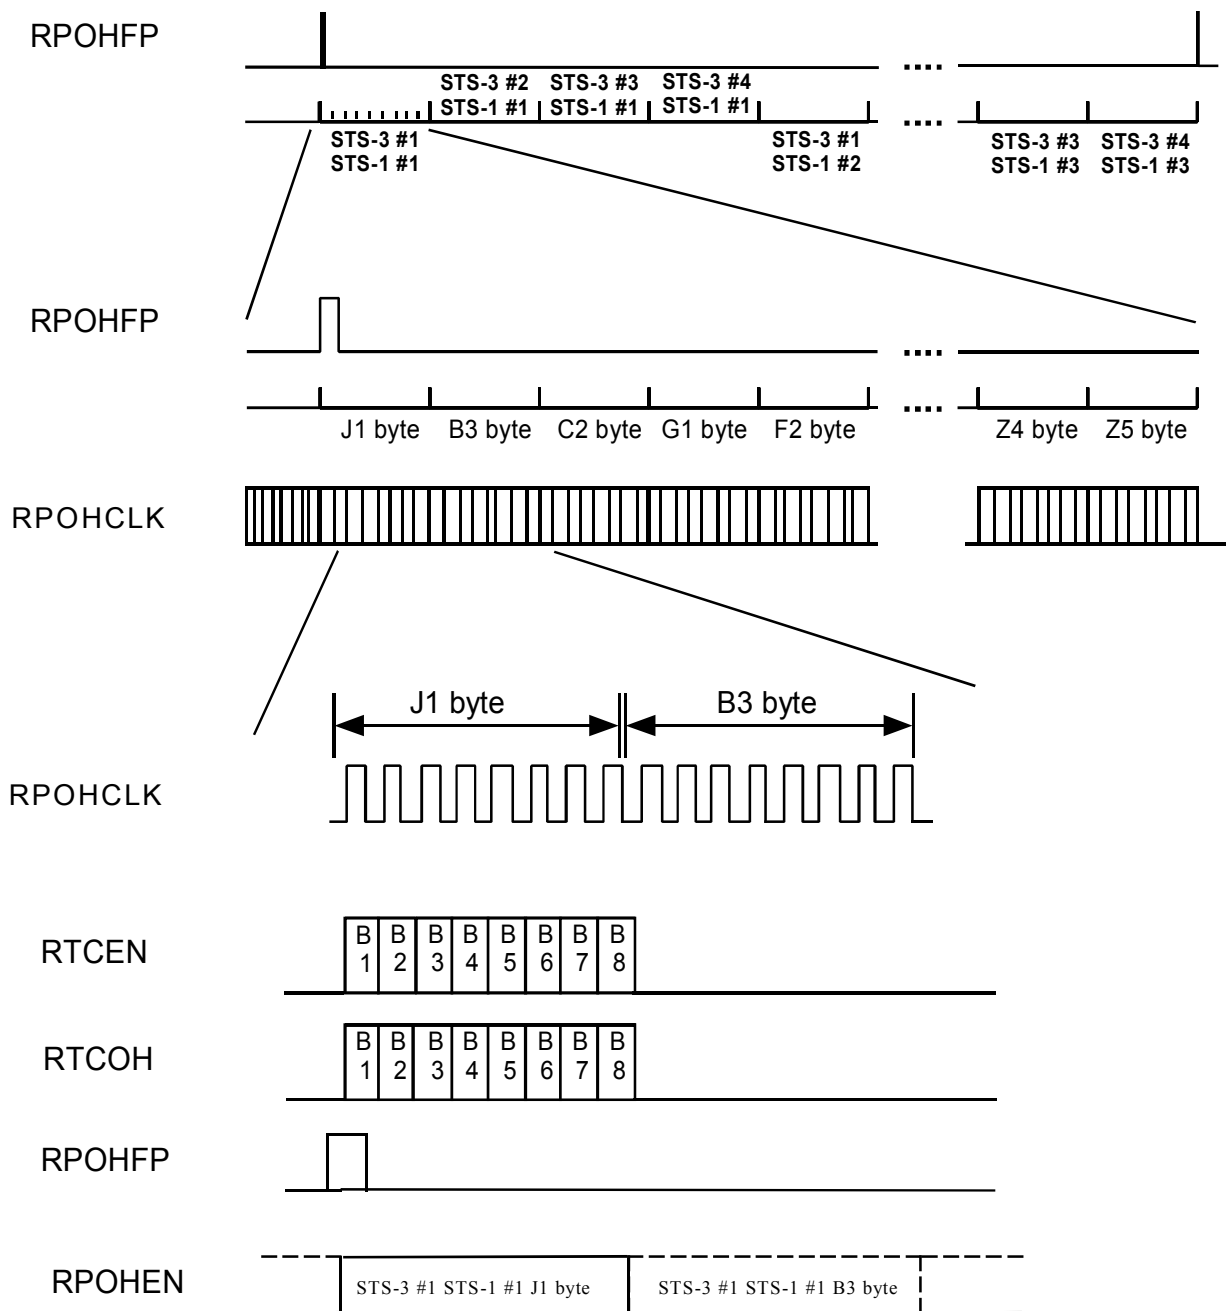 RPOHFP
STS-3 #2 STS-3 #3 STS-3 #4
STS-1 #1 STS-1 #1 STS-1 #1
STS-3 #1 STS-3 #1 STS-3 #3 STS-3 #4
STS-1 #1 STS-1 #2 STS-1 #3 STS-1 #3
RPOHFP
J1 byte B3 byte C2 byte G1 byte F2 byte Z4 byte Z5 byte
RPOHCLK
J1 byte B3 byte
RPOHCLK
RTCEN
B B B B B B B B
1 2 3 4 5 6 7 8
RTCOH
B B B B B B B B
1 2 3 4 5 6 7 8
RPOHFP
RPOHEN
STS-3 #1 STS-1 #1 J1 byte STS-3 #1 STS-1 #1 B3 byte